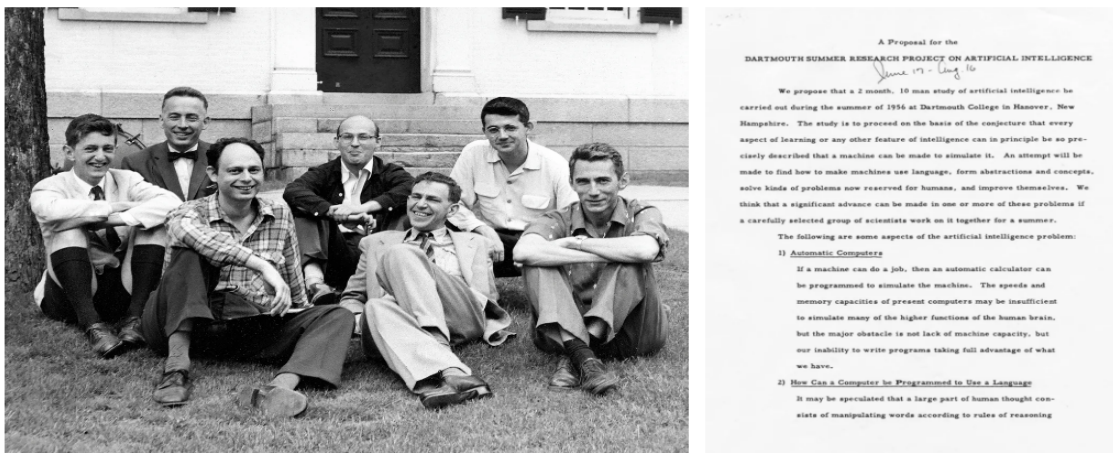 A Proposal for the
DARTMOUTH SUMMER RESEARCH PROJECT ON ARTIFICIAL INTELLIGENCE
June 17 - Aug. 16
We propose that a 2 month, 10 man study of artificial intelligence be
carried out during the summer of 1956 at Dartmouth College in Hanover, New
Hampshire. The study is to proceed on the basis of the conjecture that every
aspect of learning or any other feature of intelligence can in principle be so pre-
cisely described that a machine can be made to simulate it. An attempt will be
made to find how to make machines use language, form abstractions and concepts,
solve kinds of problems now reserved for humans, and improve themselves. We
think that a significant advance can be made in one or more of these problems if
a carefully selected group of scientists work on it together for a summer.
The following are some aspects of the artificial intelligence problem:
1) Automatic Computers
If a machine can do a job, then an automatic calculator can
be programmed to simulate the machine. The speeds and
memory capacities of present computers may be insufficient
to simulate many of the higher functions of the human brain,
but the major obstacle is not lack of machine capacity, but
our inability to write programs taking full advantage of what
we have.
2) How Can a Computer be Programmed to Use a Language
It may be speculated that a large part of human thought con-
sists of manipulating words according to rules of reasoning